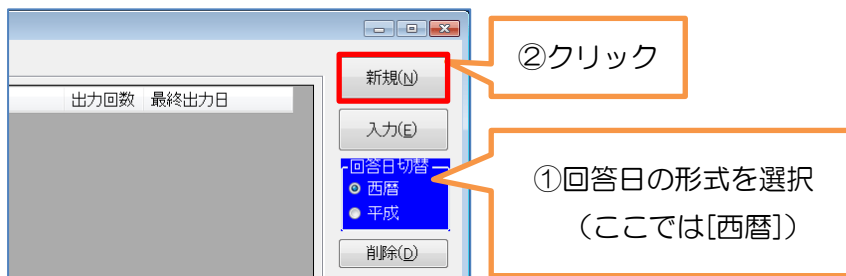 ②クリック
新規(N)
出力回数 最終出力日
入力(E)
回答日切替
西暦
平成
①回答日の形式を選択
（ここでは[西暦]）
削除(D)